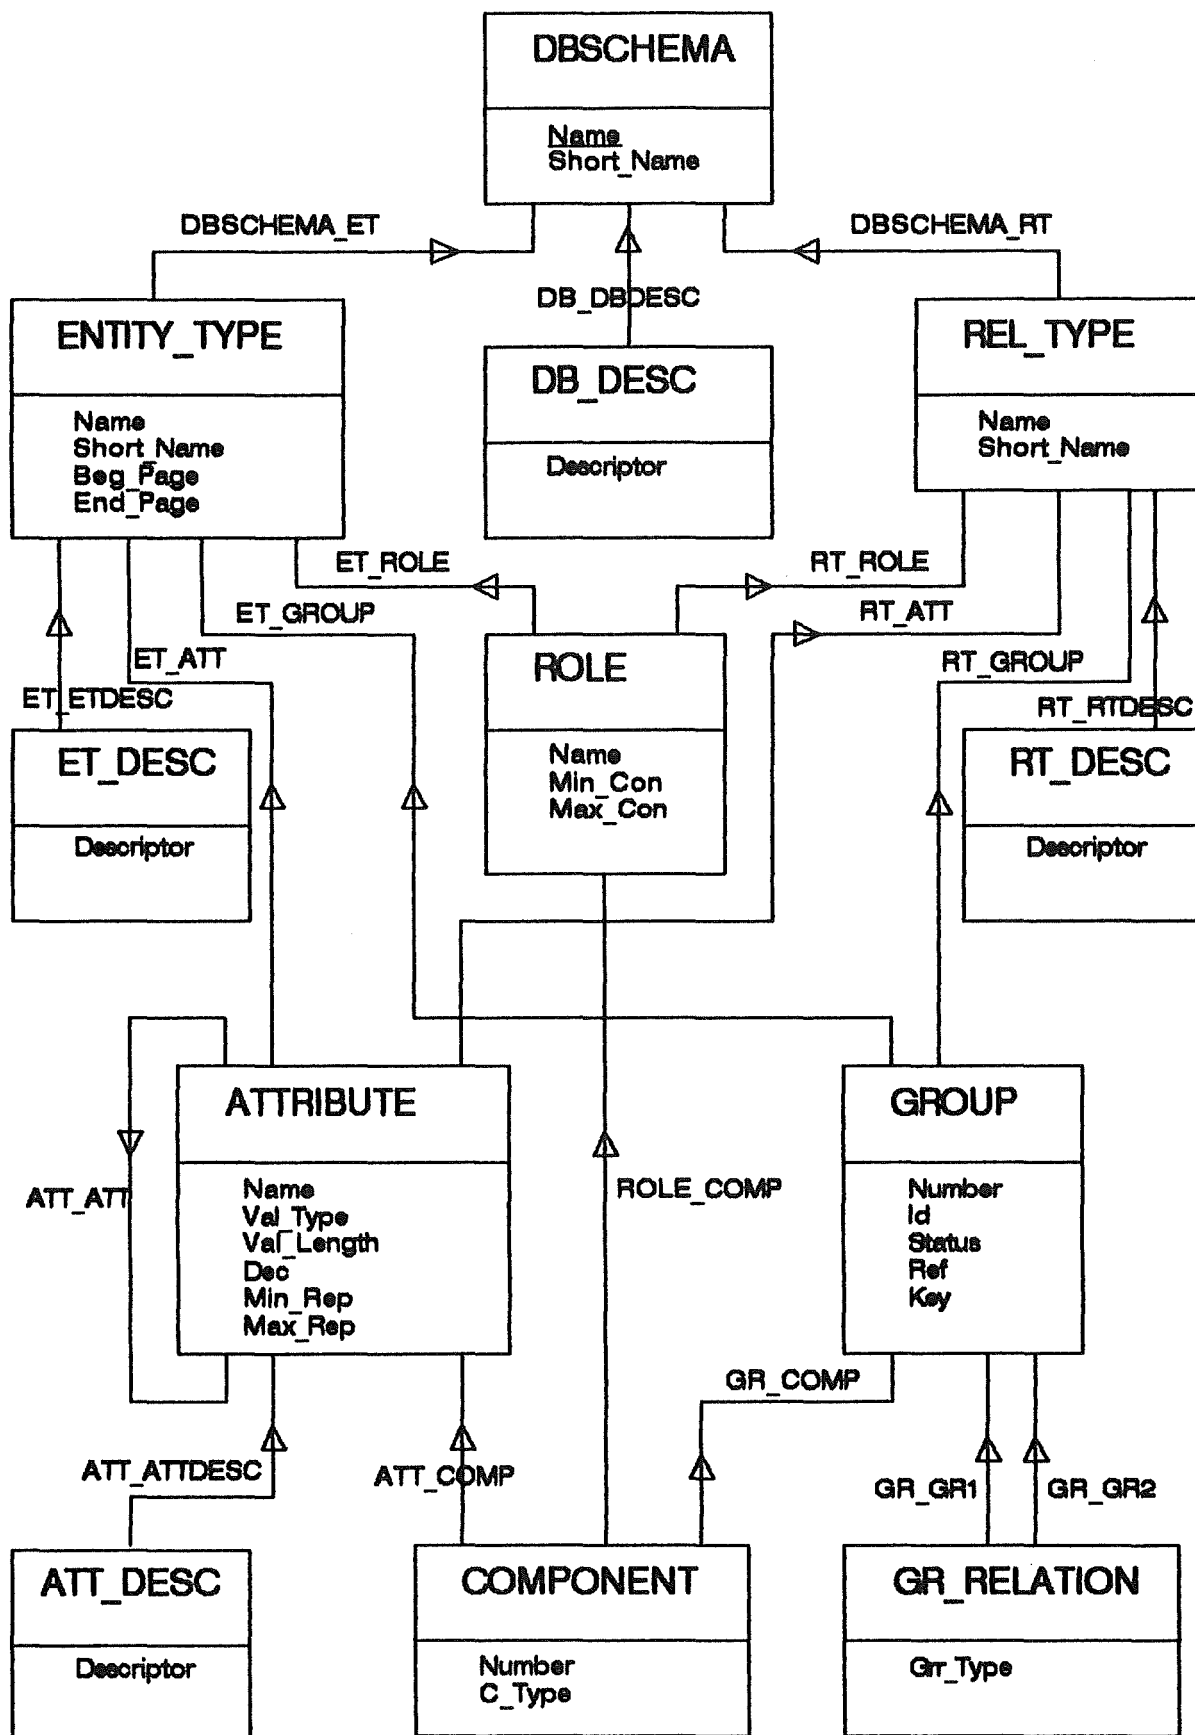 DBSCHEMA
Name
Short_Name
DBSCHEMA_ET
DBSCHEMA_RT
DB_DBDESC
ENTITY_TYPE
Name
Short_Name
Beg_Page
End_Page
DB_DESC
Descriptor
REL_TYPE
Name
Short_Name
ET_ROLE
RT_ROLE
ET_GROUP
RT_ATT
ET_ATT
RT_GROUP
ET_ETDESC
RT_RTDESC
ROLE
Name
Min_Con
Max_Con
ET_DESC
Descriptor
RT_DESC
Descriptor
ATTRIBUTE
Name
Val_Type
Val_Length
Dec
Min_Rep
Max_Rep
ATT_ATT
ROLE_COMP
GROUP
Number
Id
Status
Ref
Key
GR_COMP
ATT_ATTDESC
ATT_COMP
GR_GR1
GR_GR2
ATT_DESC
Descriptor
COMPONENT
Number
C_Type
GR_RELATION
Grr_Type